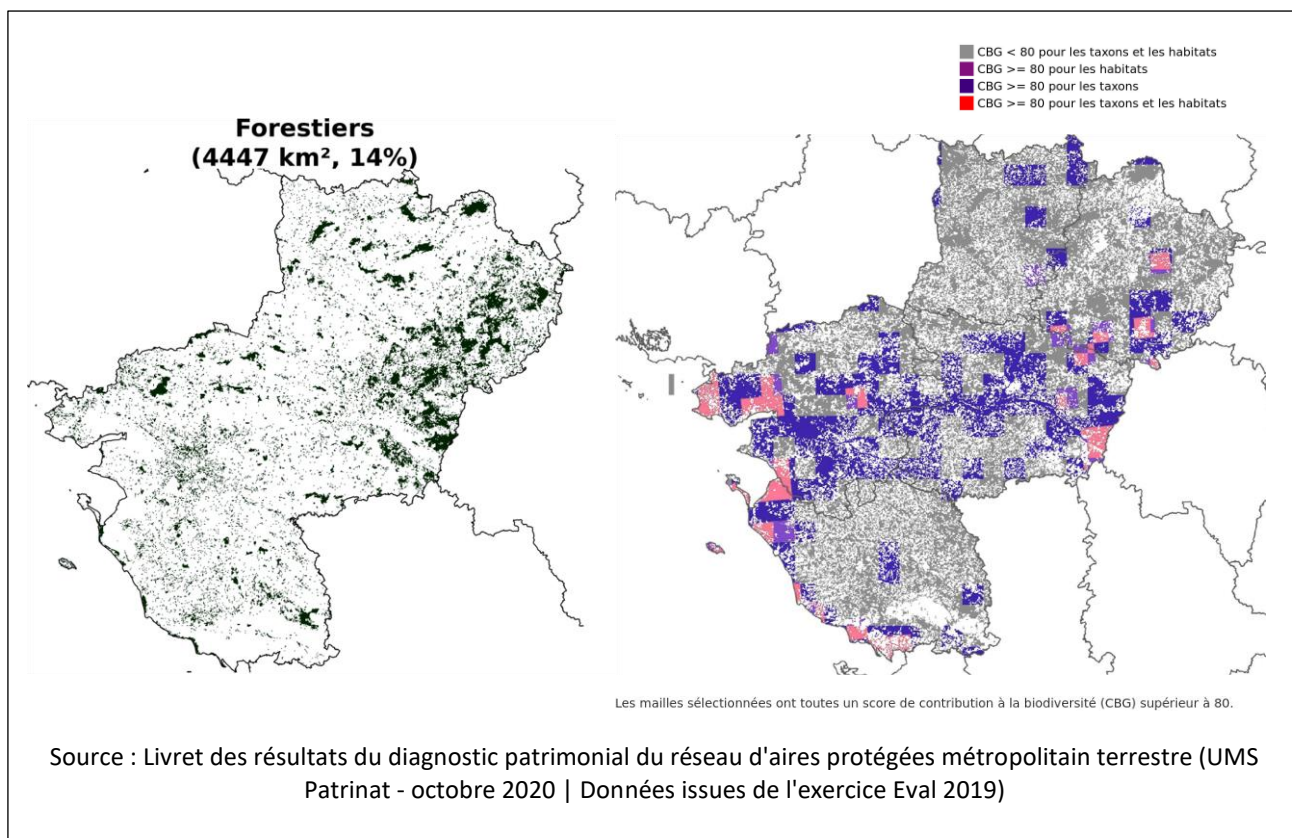 CBG < 80 pour les taxons et les habitats
CBG >= 80 pour les habitats
CBG >= 80 pour les taxons
CBG >= 80 pour les taxons et les habitats
Forestiers
(4447 km², 14%)
Les mailles sélectionnées ont toutes un score de contribution à la biodiversité (CBG) supérieur à 80.
Source : Livret des résultats du diagnostic patrimonial du réseau d'aires protégées métropolitain terrestre (UMS
Patrinat - octobre 2020 | Données issues de l'exercice Eval 2019)